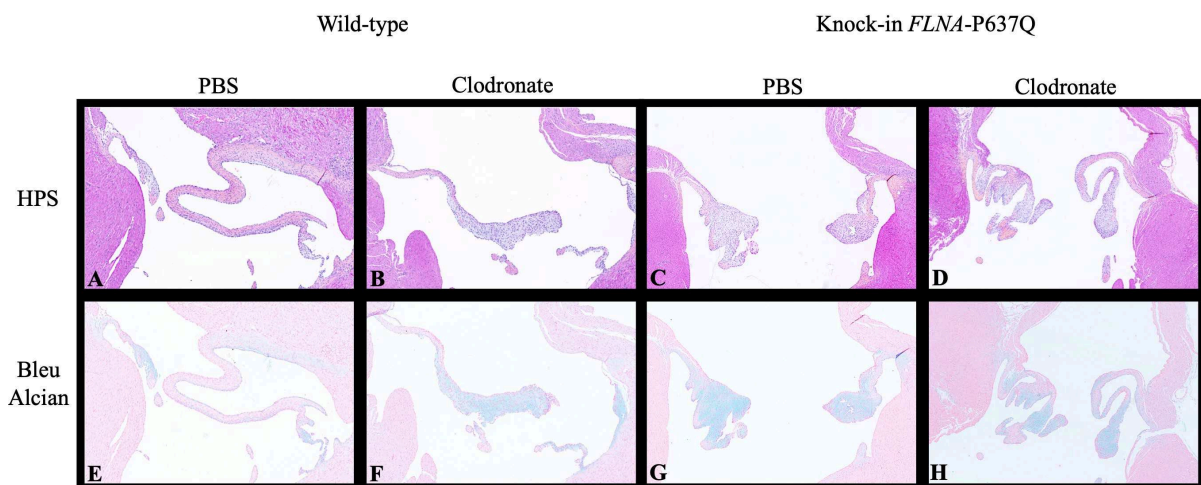 Wild-type
Knock-in FLNA-P637Q
PBS
Clodronate
PBS
Clodronate
HPS
A
B
C
D
Bleu
Alcian
E
F
G
H